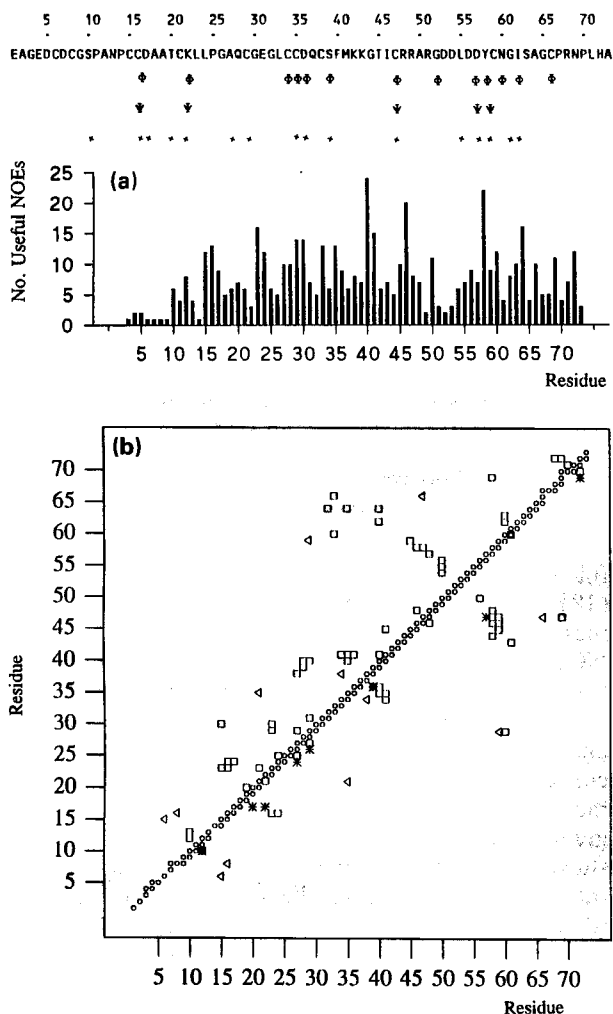 5 10 15 20 25 30 35 40 45 50 55 60 65 70
EAGEDCDCGSPANPCCDAATCKLLPGAQCGEGLCCDQCSFMKKGTICRRARGDDLDDYCNGISAGCPRNPLHA
Φ Φ Φ Φ Φ Φ Φ Φ Φ Φ Φ Φ Φ
Ψ Ψ Ψ Ψ Ψ
+ + + + + + + + + + + + + + + +
(a)
No. Useful NOEs
25
20
15
10
5
0
5 10 15 20 25 30 35 40 45 50 55 60 65 70
Residue
(b)
Residue
70
65
60
55
50
45
40
35
30
25
20
15
10
5
5 10 15 20 25 30 35 40 45 50 55 60 65 70
Residue